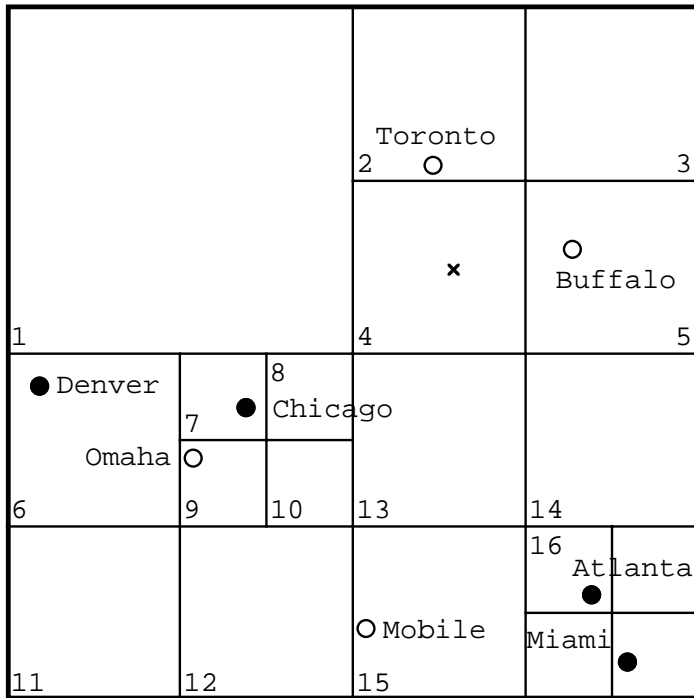 Toronto
2
3
×
Buffalo
1
4
5
Denver
8
7
Chicago
Omaha
6
9
10
13
14
16
Atlanta
Mobile
Miami
11
12
15